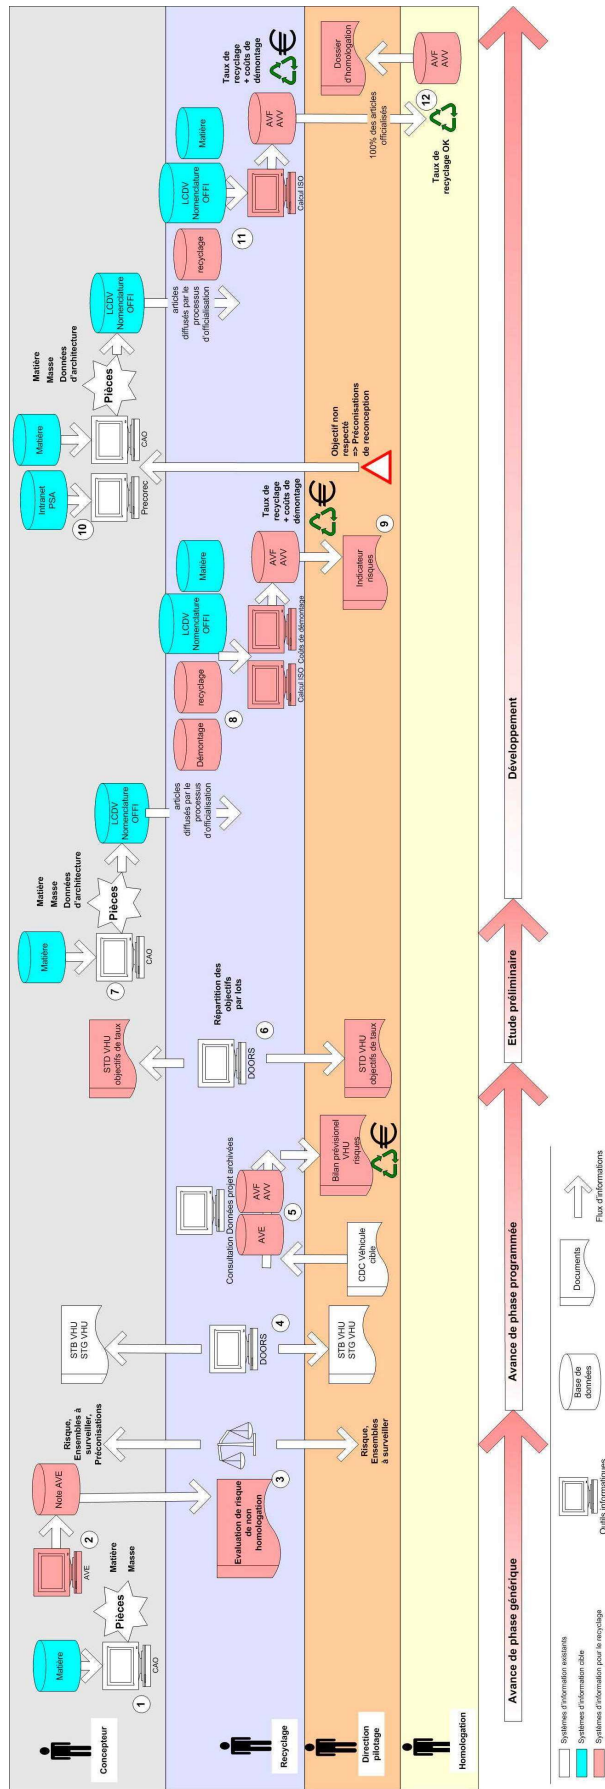 Concepteur
Matière
CAO
1
Pièces
Matière
Masse
AVE
2
Note AVE
Risque,
Ensembles à
surveiller,
Préconisations
STB VHU
STG VHU
STD VHU
objectifs de taux
Matière
CAO
7
Pièces
Matière
Masse
Données
d'architecture
LCDV
Nomenclature
OFFI
Intranet
PSA
10
Precorec
Matière
CAO
Pièces
Matière
Masse
Données
d'architecture
LCDV
Nomenclature
OFFI
Recyclage
Evaluation de risque
de non
homologation
3
DOORS
4
Consultation Données projet archivées
AVE
AVF
AVV
5
Répartition des
objectifs
par lots
DOORS
6
articles
diffusés par le
processus
d'officialisation
Démontage
recyclage
8
LCDV
Nomenclature
OFFI
Matière
Calcul ISO
Coûts de démontage
AVF
AVV
Taux de
recyclage
+ coûts de
démontage
articles
diffusés par le
processus
d'officialisation
recyclage
11
LCDV
Nomenclature
OFFI
Matière
Calcul ISO
AVF
AVV
Taux de
recyclage
+ coûts de
démontage
Direction
pilotage
Risque,
Ensembles
à surveiller
STB VHU
STG VHU
CDC Véhicule
cible
Bilan prévisionel
VHU
risques
STD VHU
objectifs de taux
Indicateur
risques
9
Objectif non
respecté
=> Préconisations
de reconception
100% des articles
officialisés
Dossier
d'homologation
Homologation
Taux de
recyclage OK
12
AVF
AVV
Avance de phase générique
Avance de phase programmée
Etude préliminaire
Développement
Systèmes d'information existants
Systèmes d'information cible
Systèmes d'information pour le recyclage
Outils informatiques
Base de
données
Documents
Flux d'informations